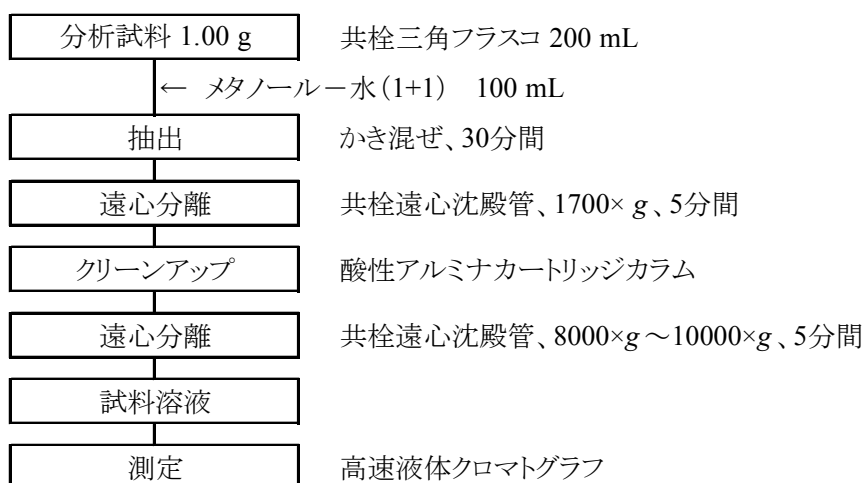 分析試料 1.00 g 共栓三角フラスコ 200 mL
← メタノール－水(1+1) 100 mL
抽出 かき混ぜ、30分間
遠心分離 共栓遠心沈殿管、1700× g 、5分間
クリーンアップ 酸性アルミナカートリッジカラム
遠心分離 共栓遠心沈殿管、8000×g～10000×g 、5分間
試料溶液
測定 高速液体クロマトグラフ